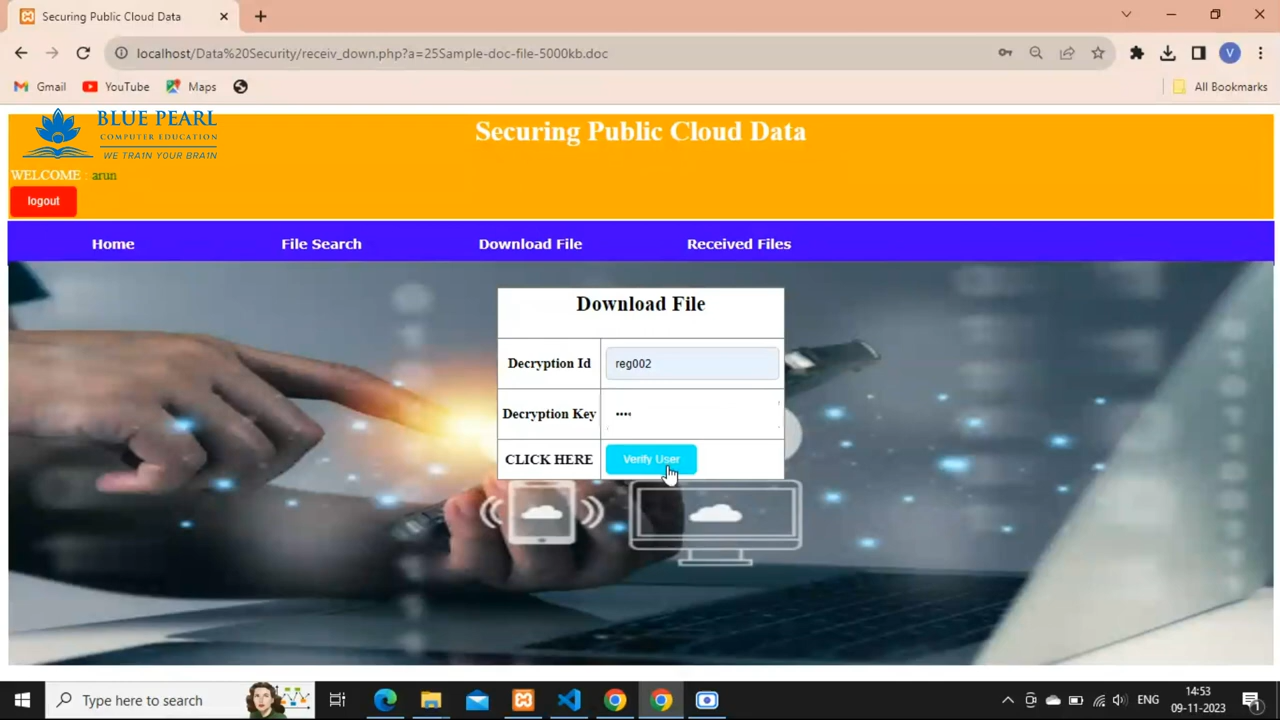 Securing Public Cloud Data
localhost/Data%20Security/receiv_down.php?a=25Sample-doc-file-5000kb.doc
V
Gmail
YouTube
Maps
All Bookmarks
BLUE PEARL
COMPUTER EDUCATION
WE TRAIN YOUR BRAIN
Securing Public Cloud Data
WELCOME arun
logout
Home
File Search
Download File
Received Files
Download File
Decryption Id
reg002
Decryption Key
••••
CLICK HERE
Verify User
Type here to search
ENG
14:53
09-11-2023
1